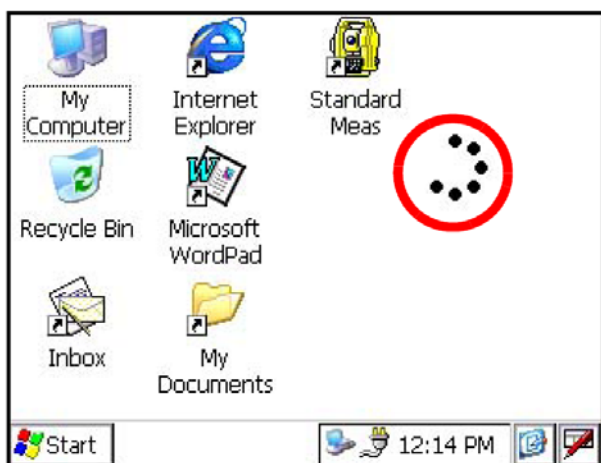 My
Computer
Internet
Explorer
Standard
Meas
Recycle Bin
Microsoft
WordPad
Inbox
My
Documents
Start
12:14 PM